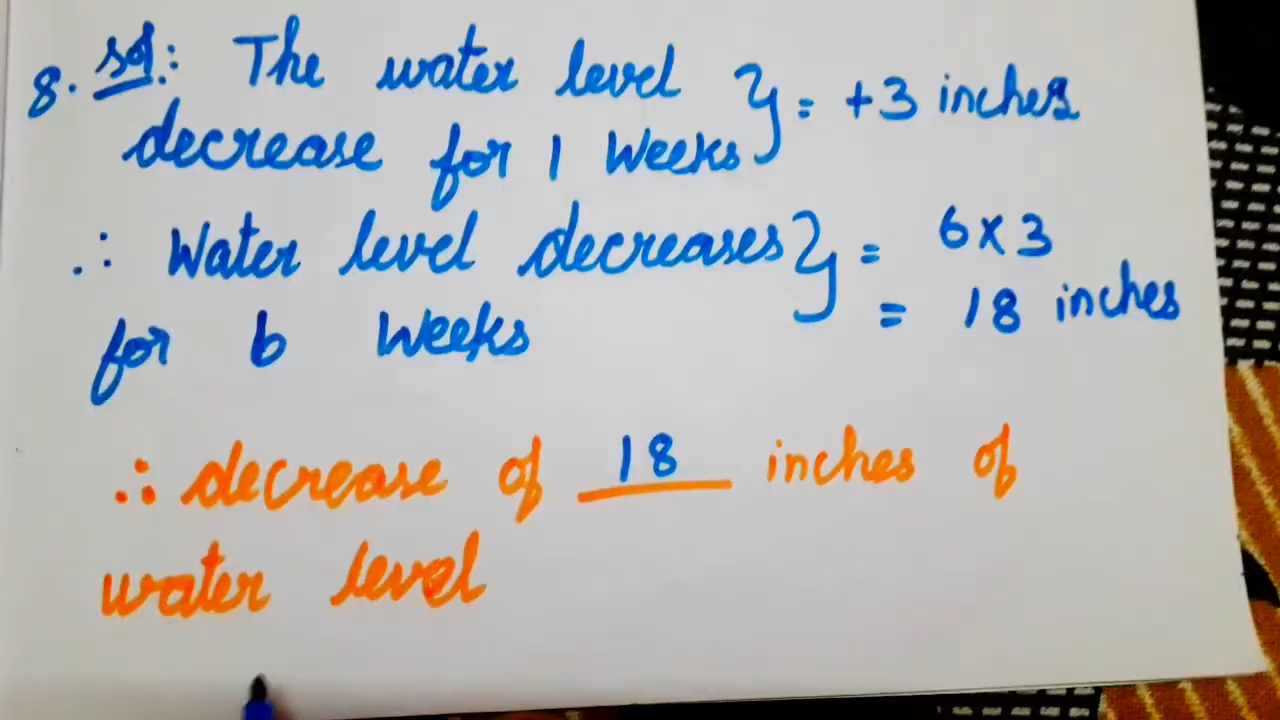 8. Sol: The water level } = +3 inches
decrease for 1 Weeks
∴ Water level decreases } = 6 x 3
for 6 Weeks = 18 inches
∴ decrease of 18 inches of
water level